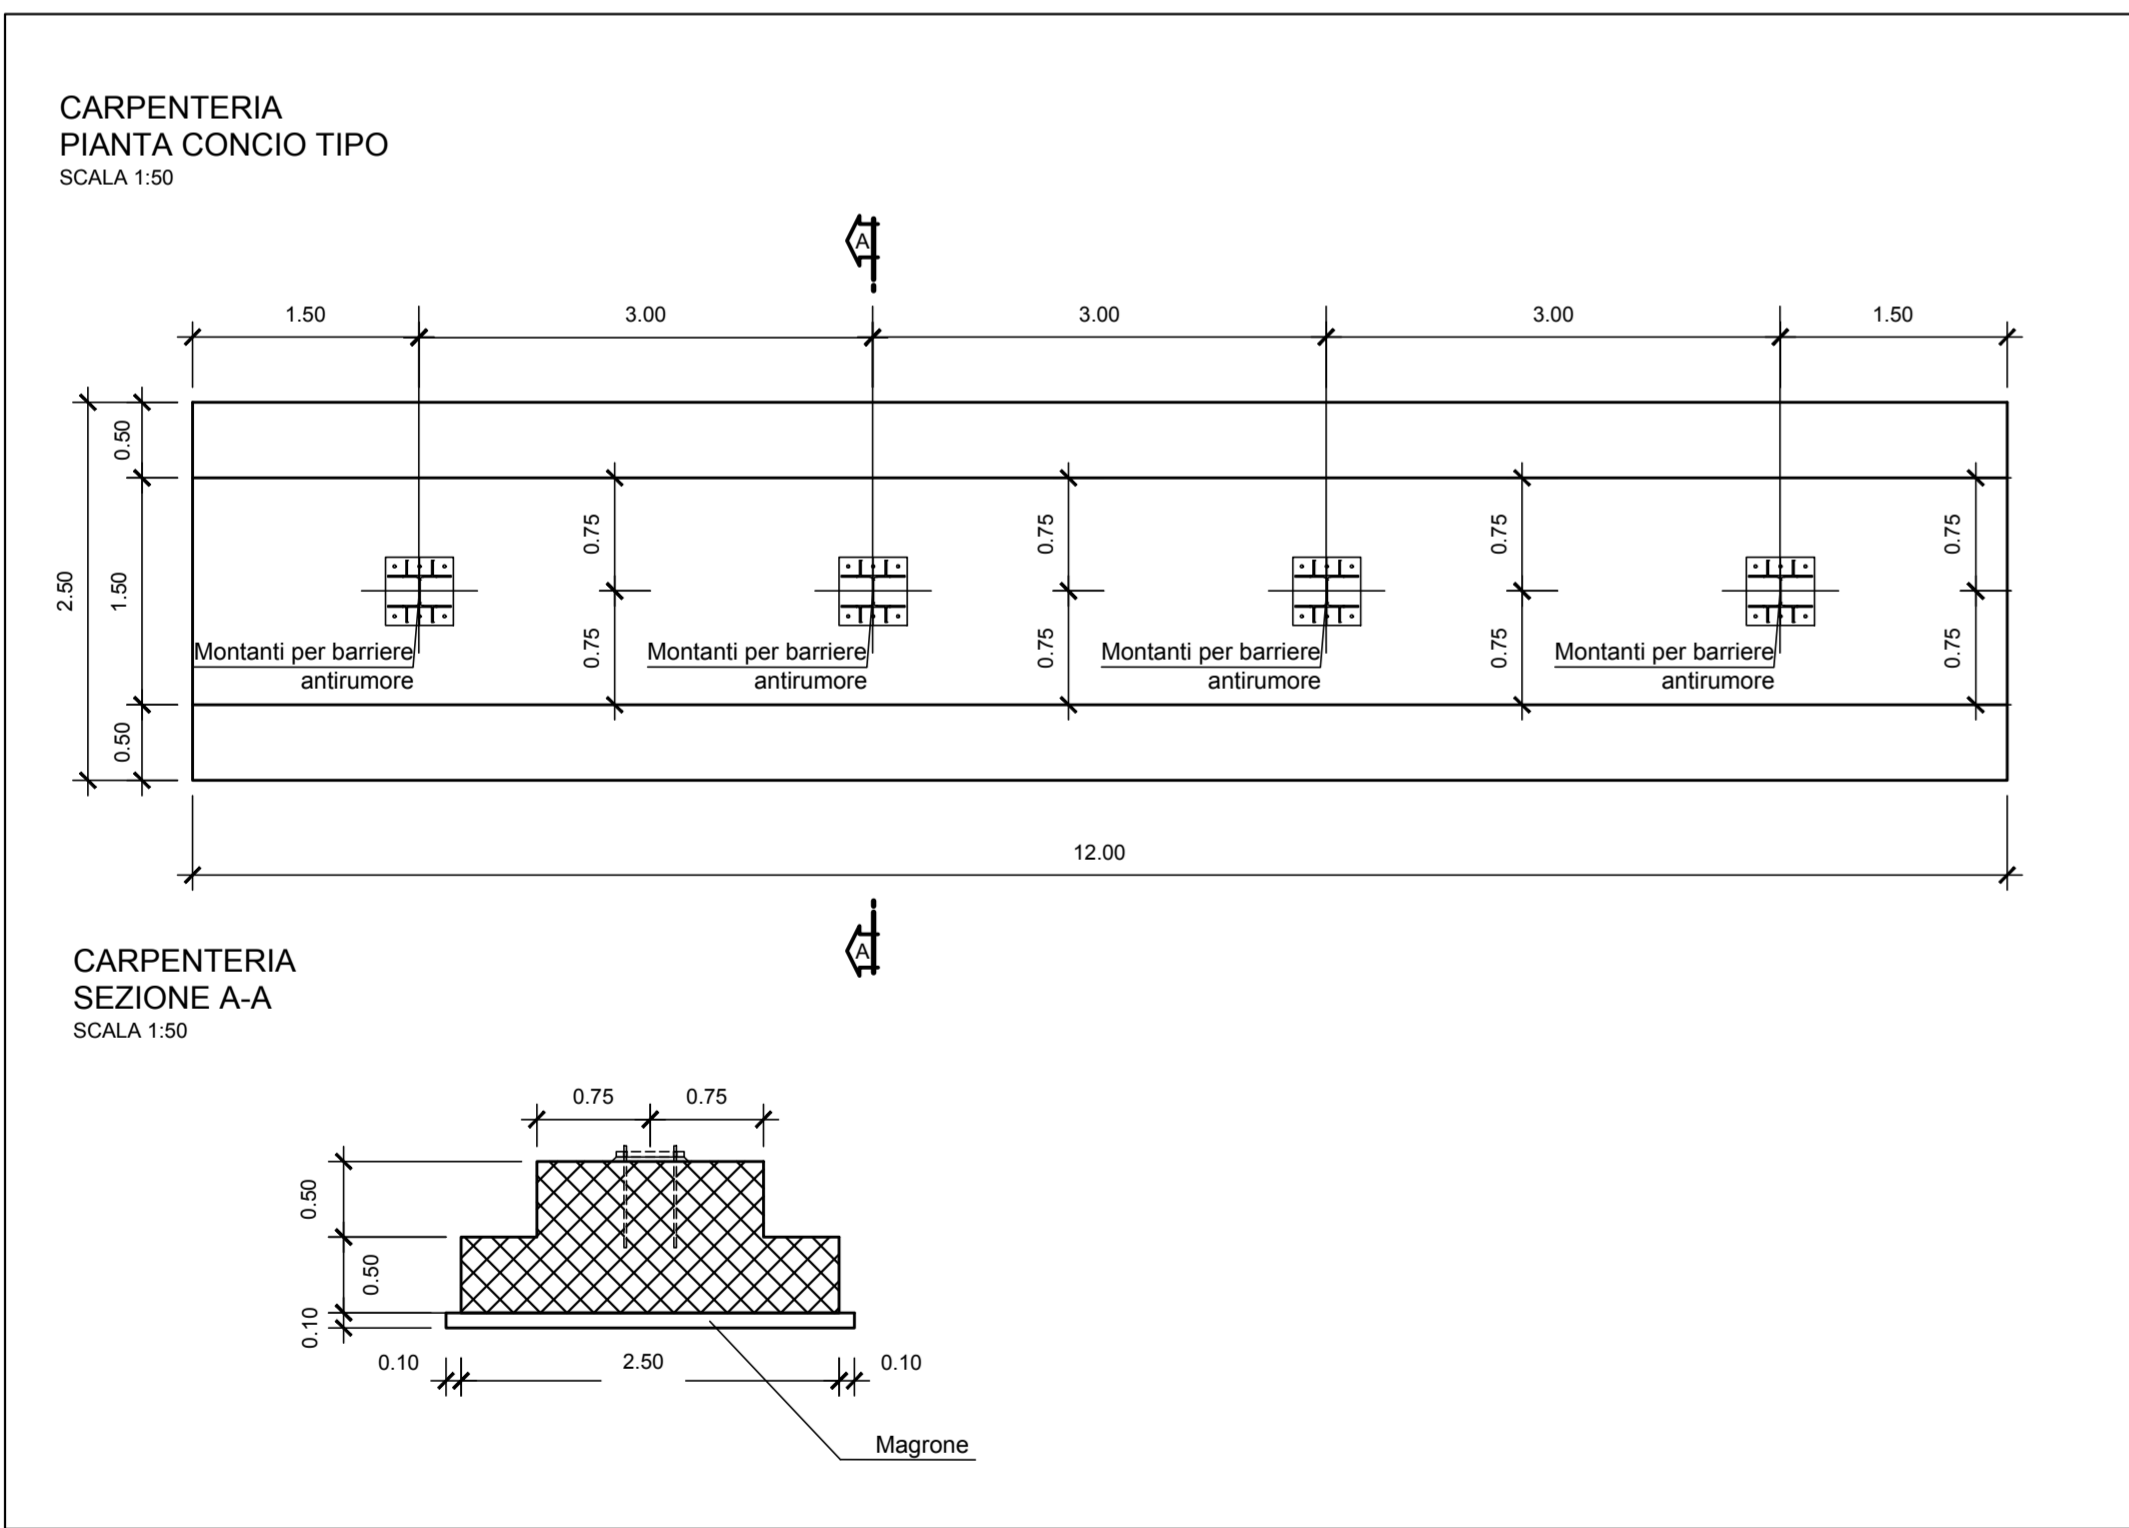 CARPENTERIA
PIANTA CONCIO TIPO
SCALA 1:50
A
1.50 3.00 3.00 3.00 1.50
0.50
2.50
1.50
0.50
0.75 0.75 0.75 0.75
0.75 0.75 0.75 0.75
Montanti per barriere
antirumore
Montanti per barriere
antirumore
Montanti per barriere
antirumore
Montanti per barriere
antirumore
12.00
A
CARPENTERIA
SEZIONE A-A
SCALA 1:50
0.75 0.75
0.50
0.50
0.10
0.10 2.50 0.10
Magrone